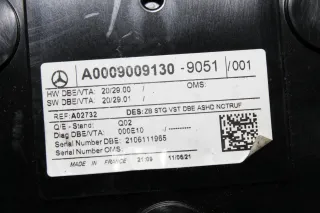 A0009009130 - 9051 / 001
HW DBE/VTA: 20/29.00 / OMS:
SW DBE/VTA: 20/29.01 /
REF: A02732 DES: ZB STG VST DBE ASHD NOTRUF
Q/E - Stand: Q02
Diag DBE/VTA: 000E10 /
Serial Number DBE: 2106111965
Serial Number OMS:
MADE IN FRANCE 21:09 11/06/21